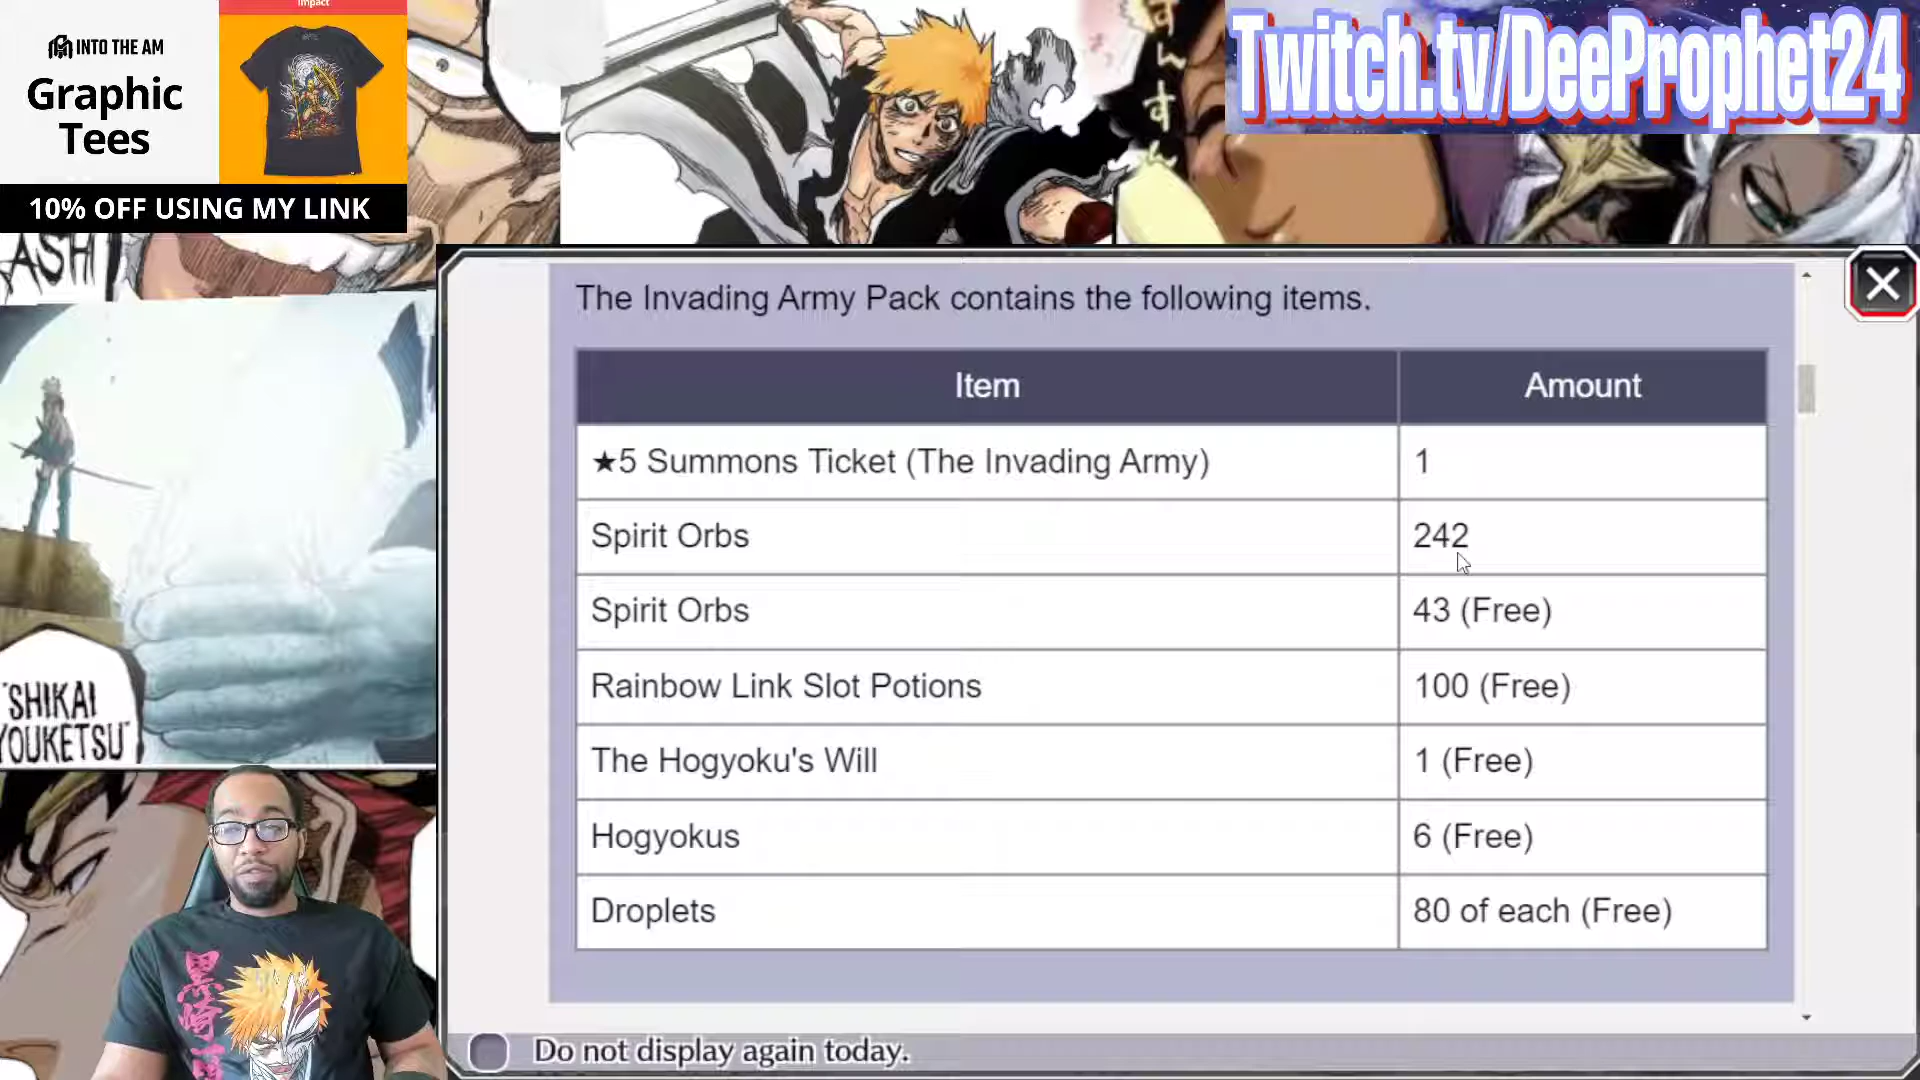 Impact
INTO THE AM
Graphic
Tees
10% OFF USING MY LINK
Twitch.tv/DeeProphet24
ASH
"SHIKAI
YOUKETSU"
The Invading Army Pack contains the following items.
Item Amount
★5 Summons Ticket (The Invading Army) 1
Spirit Orbs 242
Spirit Orbs 43 (Free)
Rainbow Link Slot Potions 100 (Free)
The Hogyoku's Will 1 (Free)
Hogyokus 6 (Free)
Droplets 80 of each (Free)
Do not display again today.